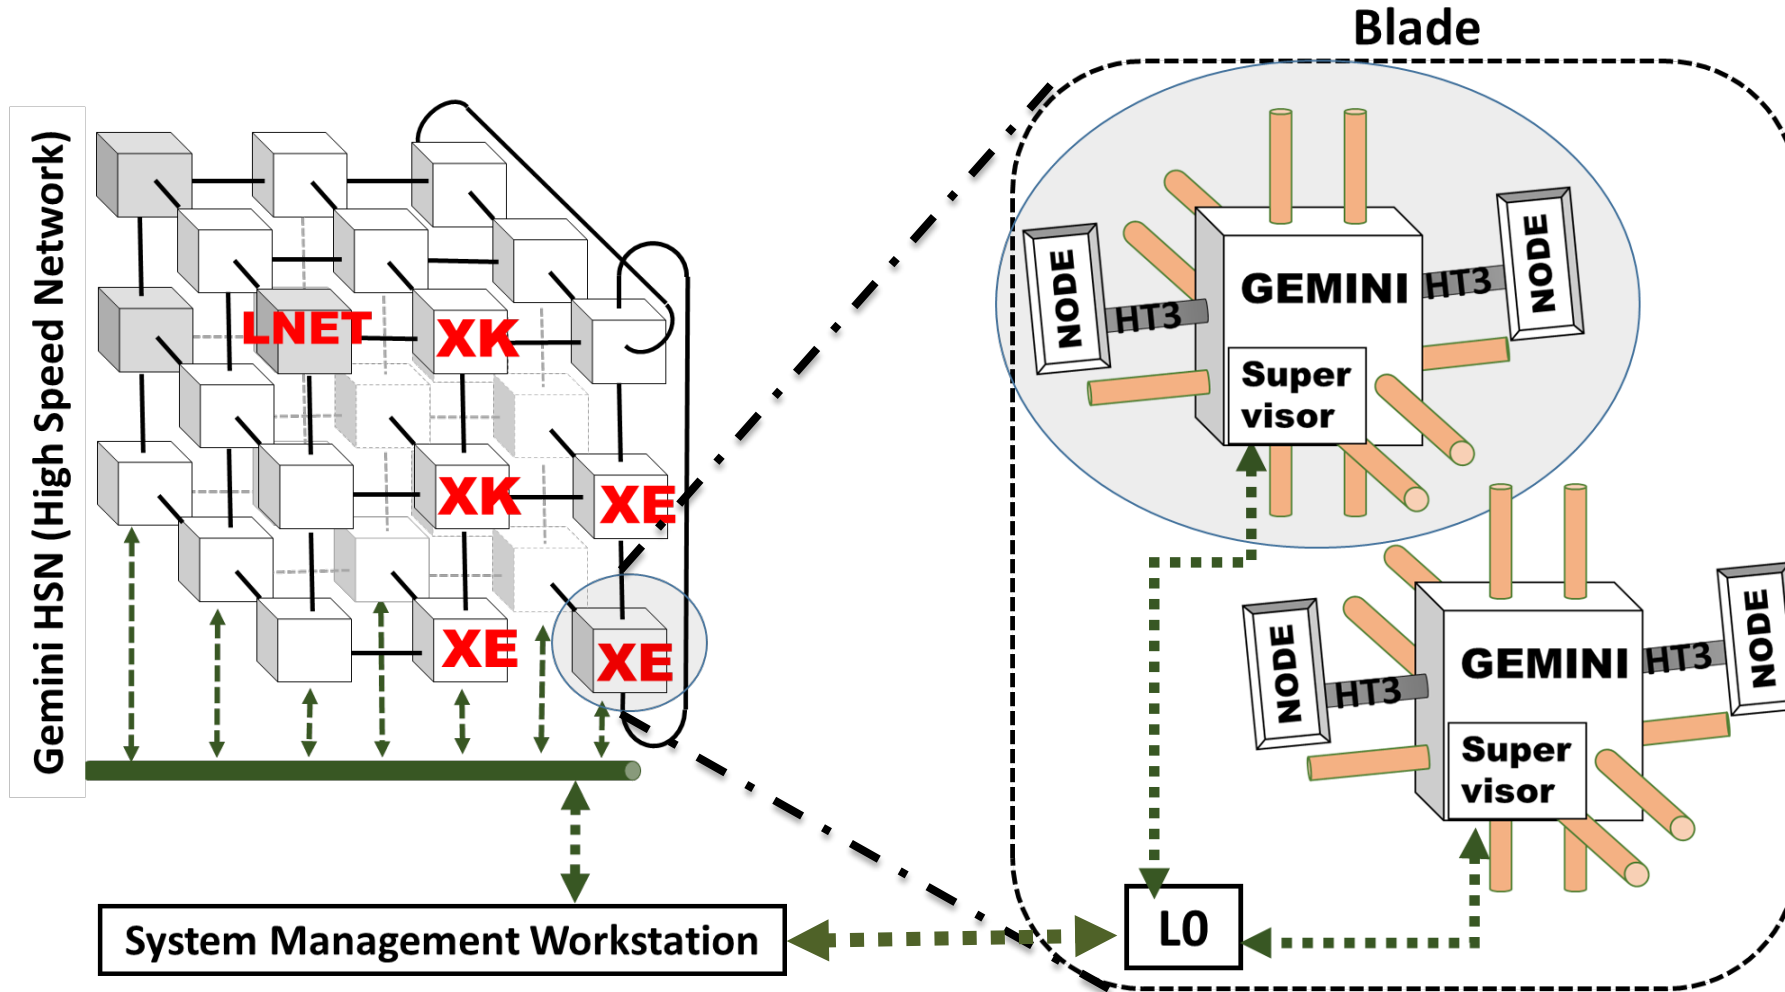 Blade
Gemini HSN (High Speed Network)
LNET
XK
XK
XE
XE
XE
NODE
HT3
GEMINI
HT3
NODE
Super
visor
NODE
HT3
GEMINI
HT3
NODE
Super
visor
System Management Workstation
L0